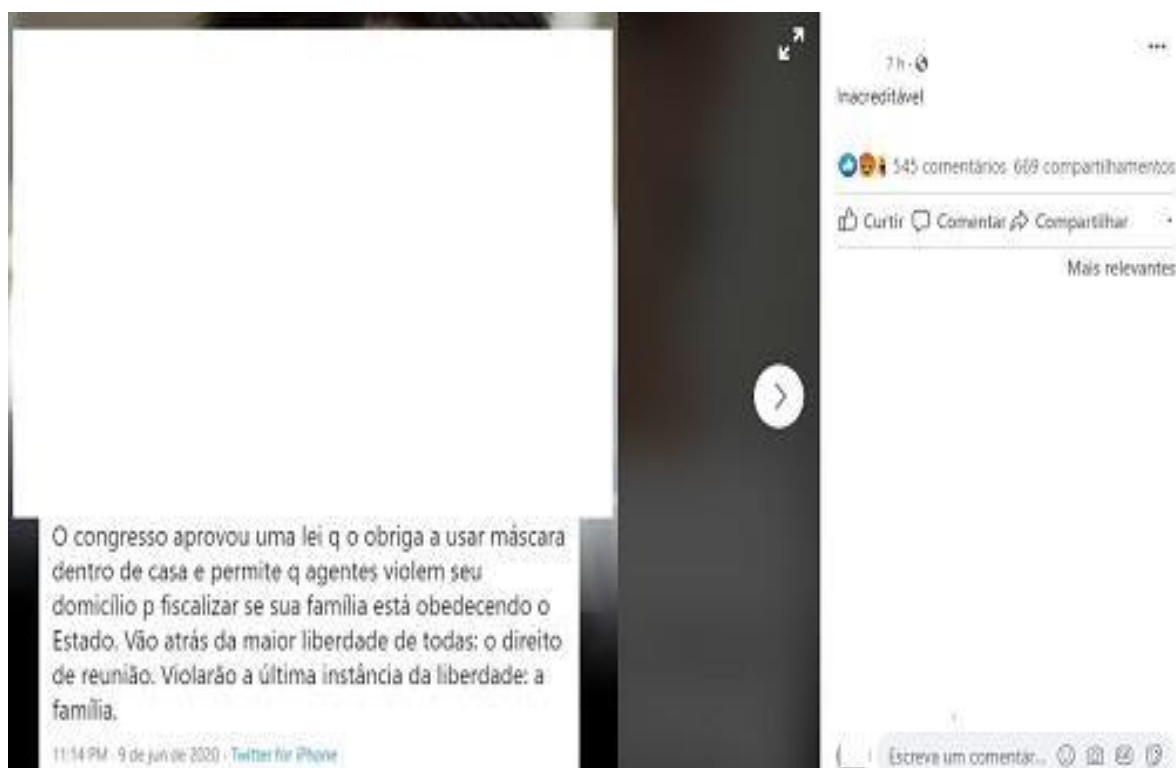 O congresso aprovou uma lei q o obriga a usar máscara
dentro de casa e permite q agentes violem seu
domicílio p fiscalizar se sua família está obedecendo o
Estado. Vão atrás da maior liberdade de todas: o direito
de reunião. Violarão a última instância da liberdade: a
família.
11:14 PM · 9 de jun de 2020 · Twitter for iPhone
7 h ·
Inacreditável
545 comentários 669 compartilhamentos
Curtir Comentar Compartilhar
Mais relevantes
Escreva um comentár...